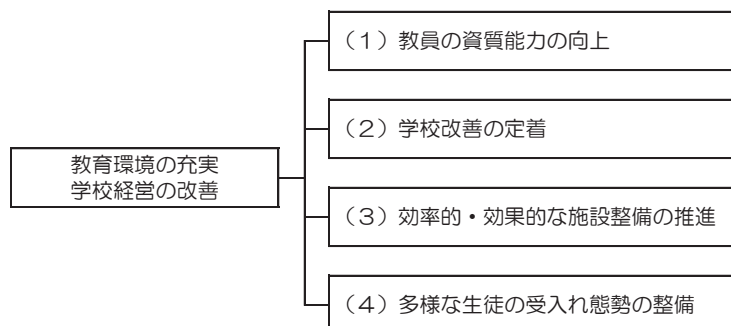 教育環境の充実
学校経営の改善
（１）教員の資質能力の向上
（２）学校改善の定着
（３）効率的・効果的な施設整備の推進
（４）多様な生徒の受入れ態勢の整備